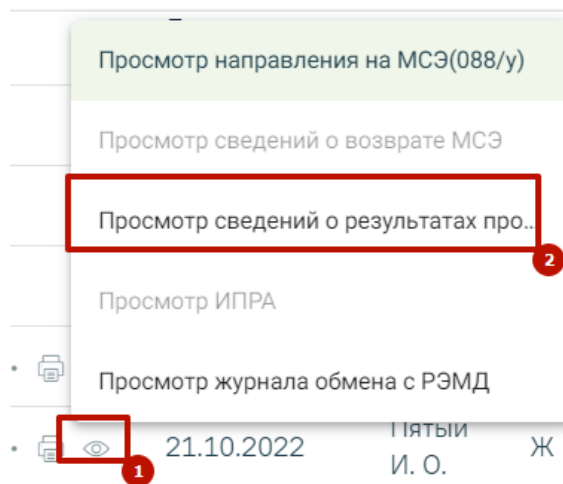 Просмотр направления на МСЭ(088/у)
Просмотр сведений о возврате МСЭ
Просмотр сведений о результатах про...
2
Просмотр ИПРА
Просмотр журнала обмена с РЭМД
21.10.2022
Пятый
И. О.
Ж
1